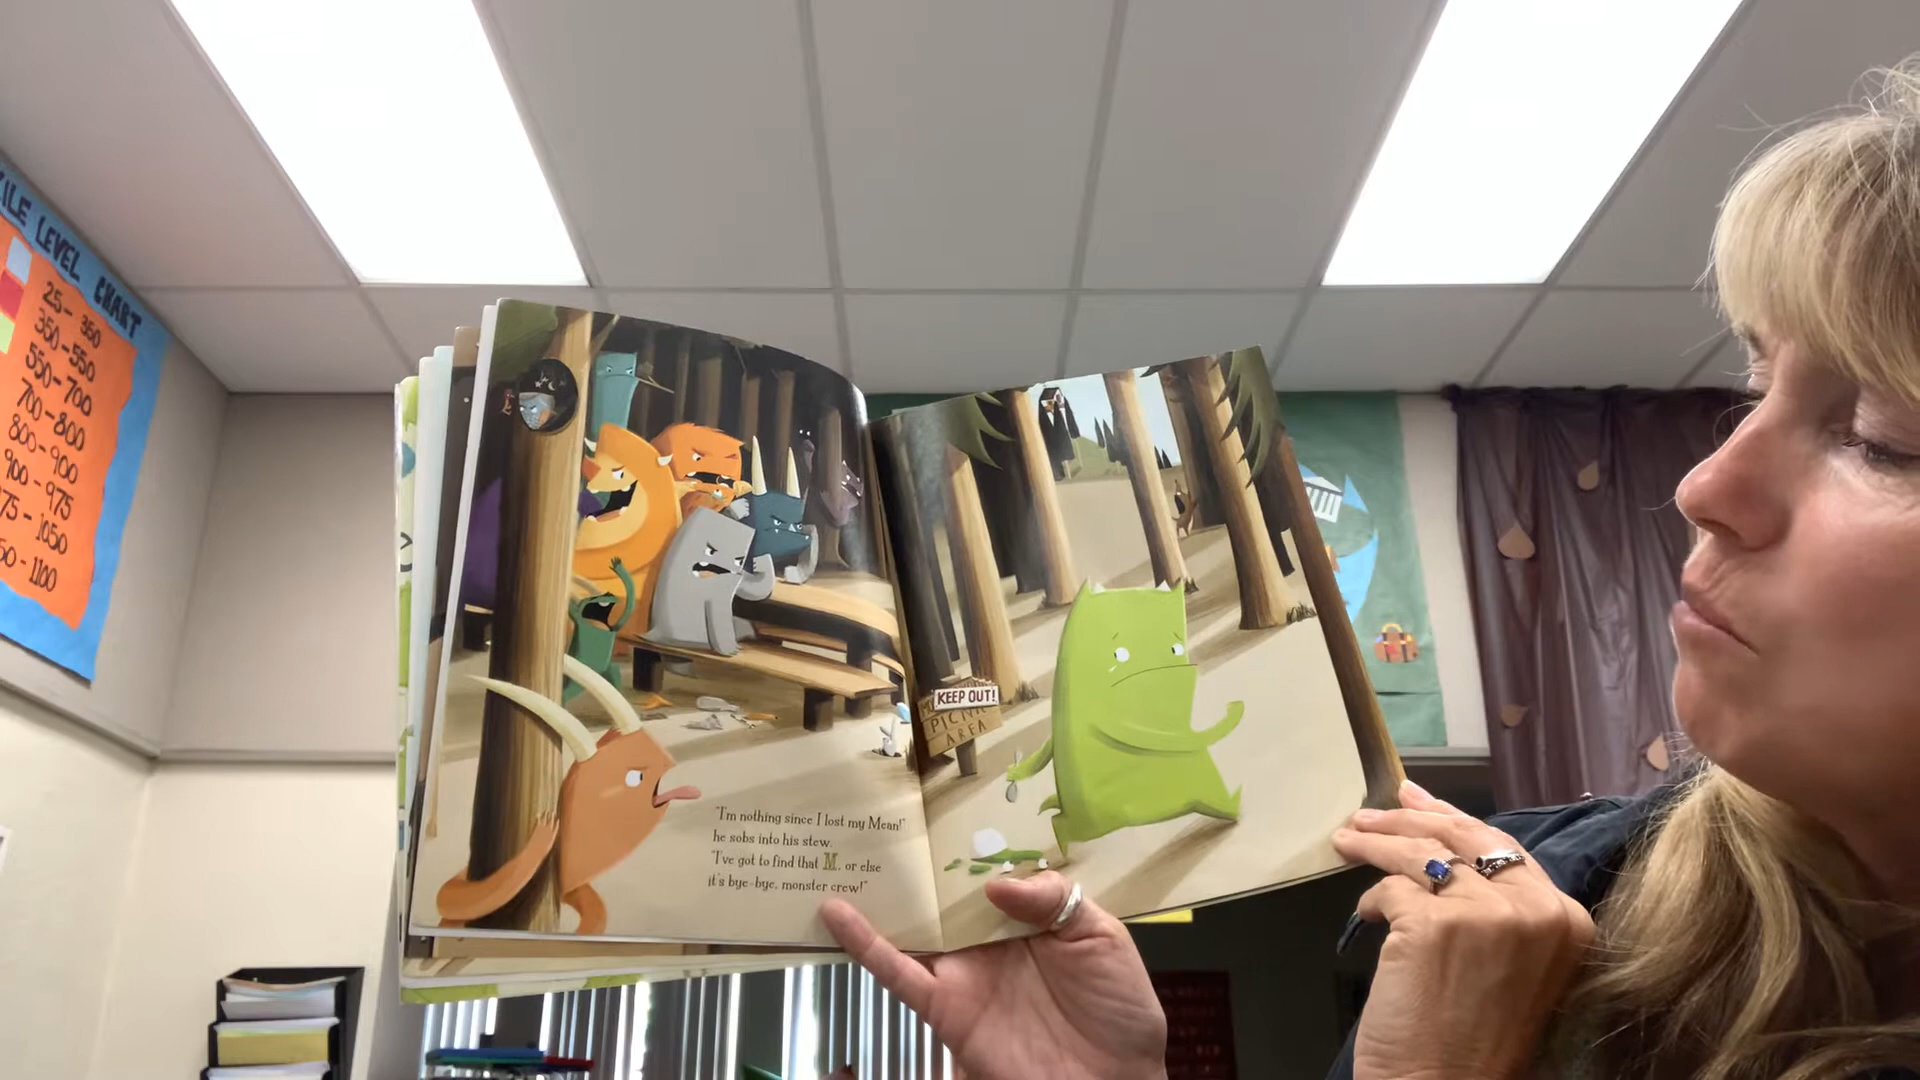 LEVEL CHART
25 - 350
350 - 550
550 - 700
700 - 800
800 - 900
900 - 975
975 - 1050
- 1100
KEEP OUT!
PICNIC
AREA
"I'm nothing since I lost my Mean!"
he sobs into his stew.
"I've got to find that M, or else
it's bye-bye, monster crew!"